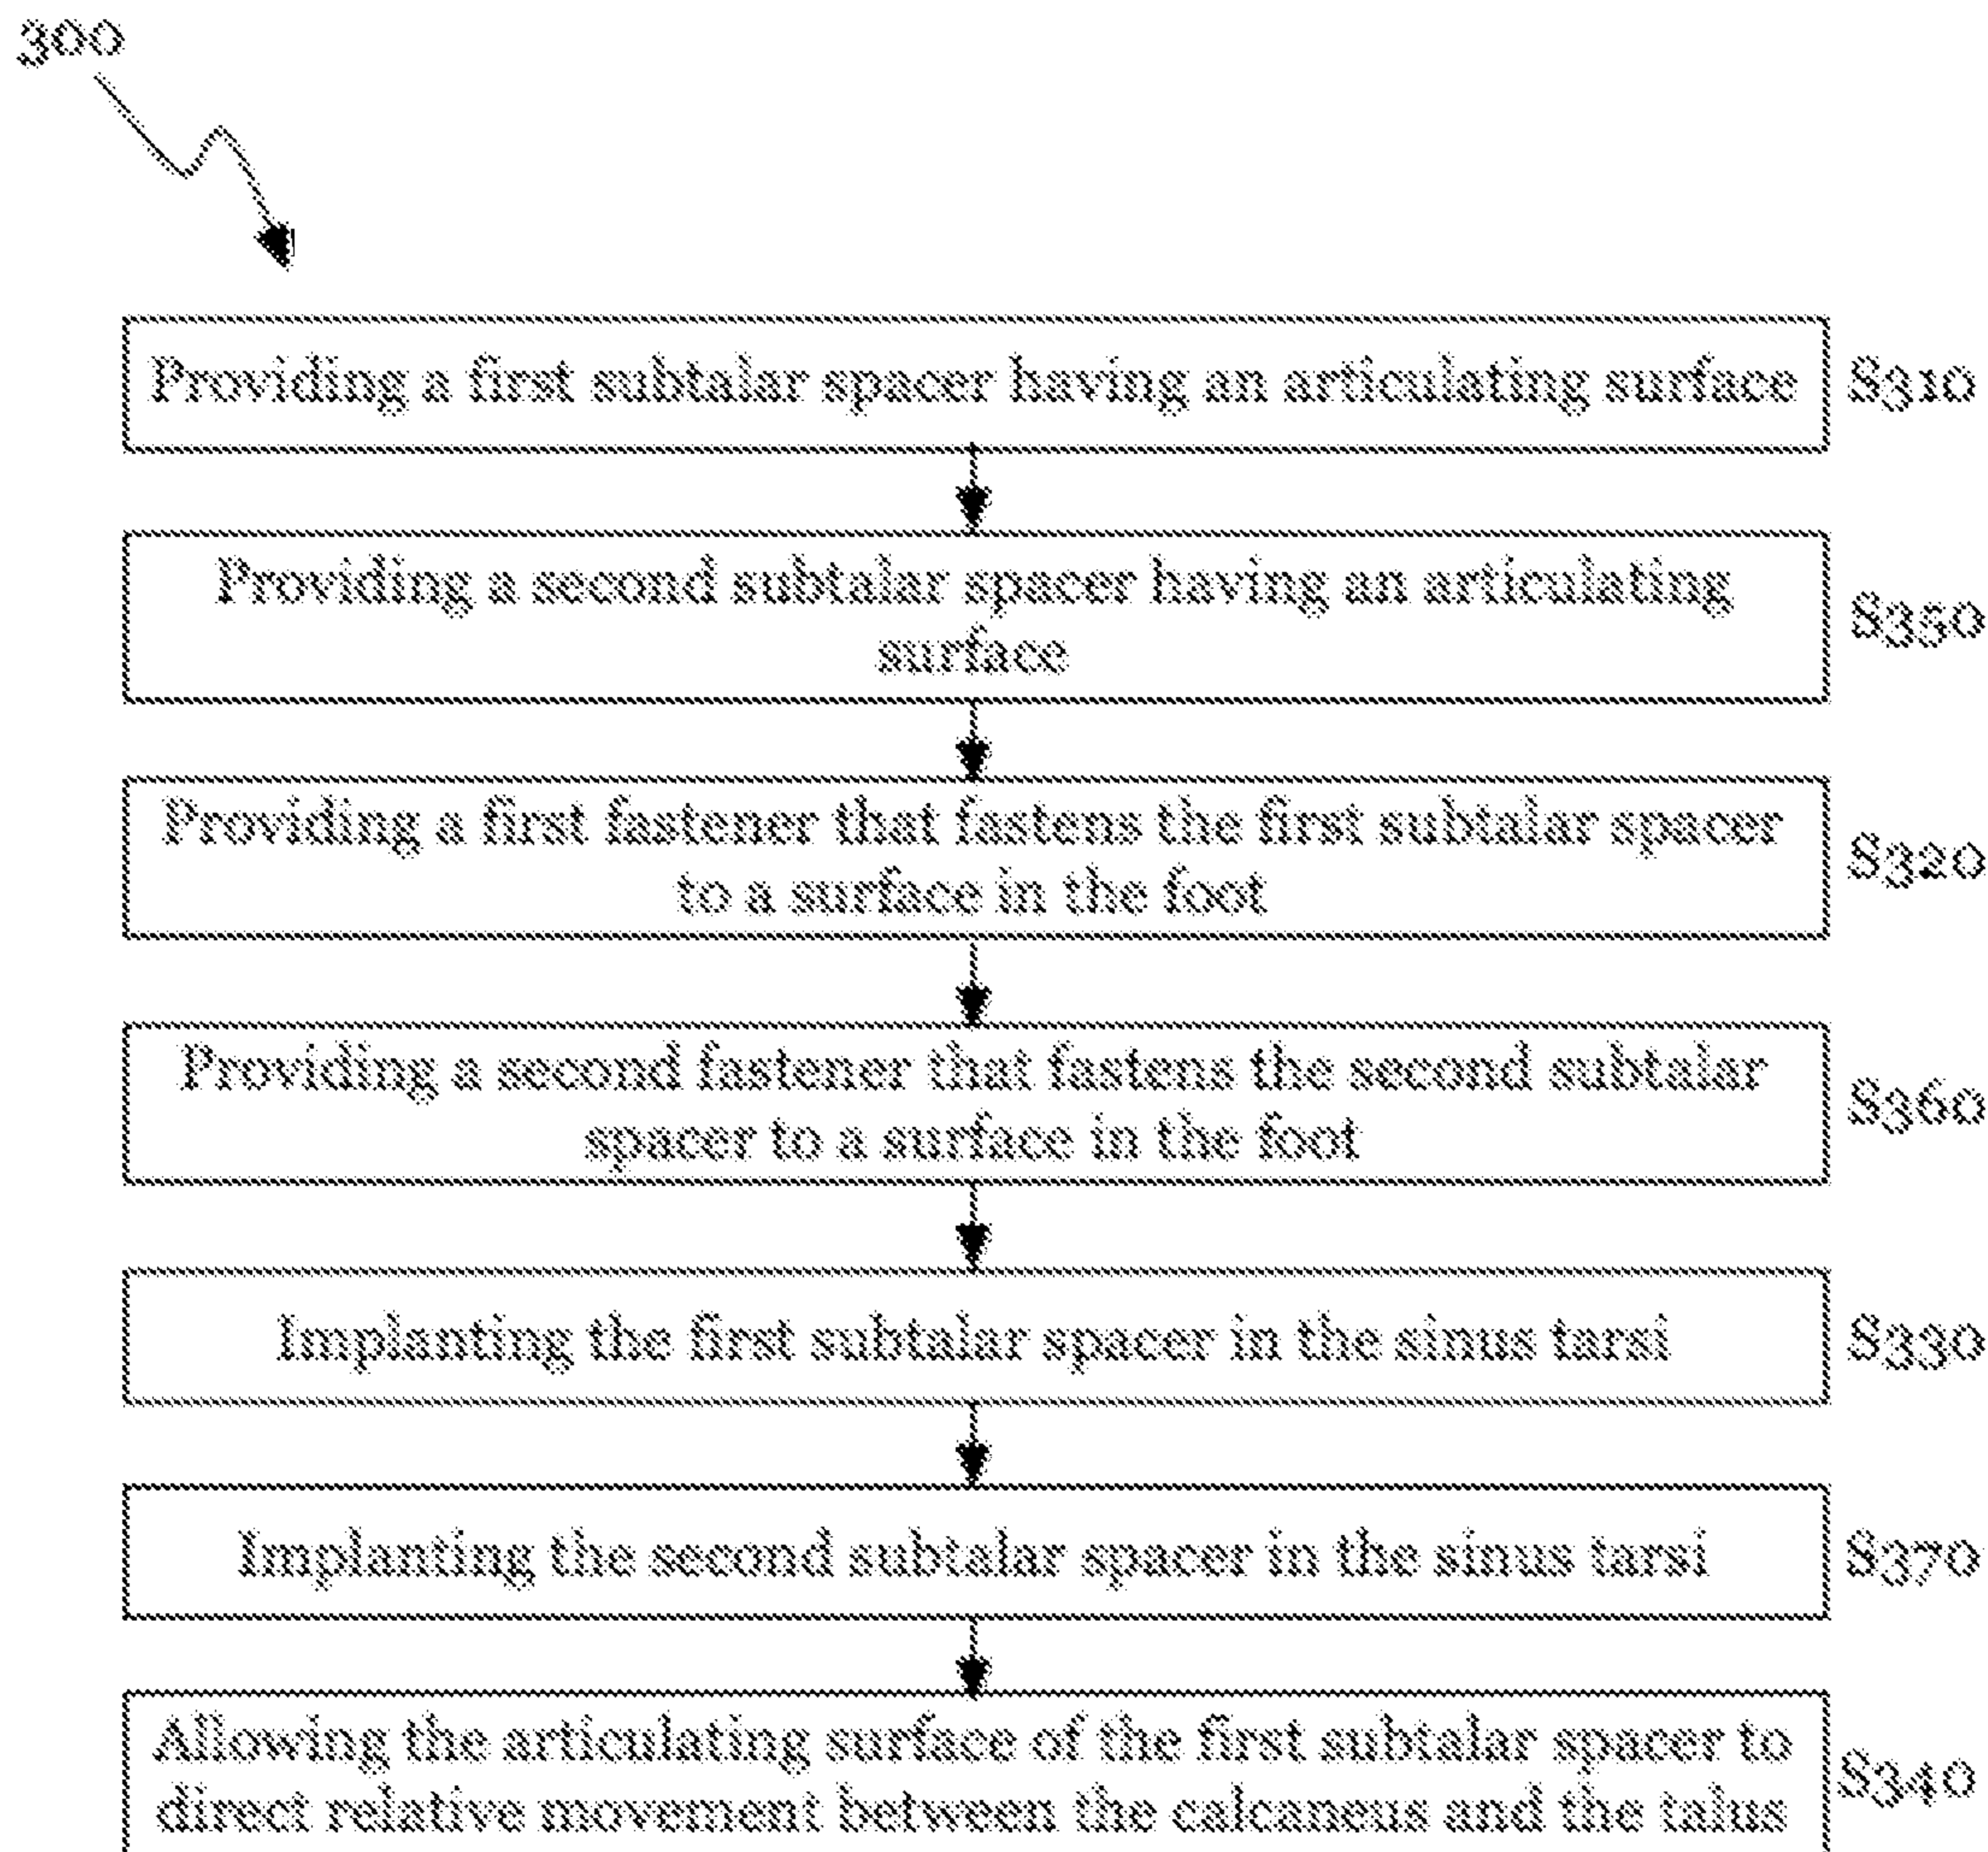 300
Providing a first subtalar spacer having an articulating surface S310
Providing a second subtalar spacer having an articulating
surface
S350
Providing a first fastener that fastens the first subtalar spacer
to a surface in the foot
S320
Providing a second fastener that fastens the second subtalar
spacer to a surface in the foot
S360
Implanting the first subtalar spacer in the sinus tarsi S330
Implanting the second subtalar spacer in the sinus tarsi S370
Allowing the articulating surface of the first subtalar spacer to
direct relative movement between the calcaneus and the talus
S340